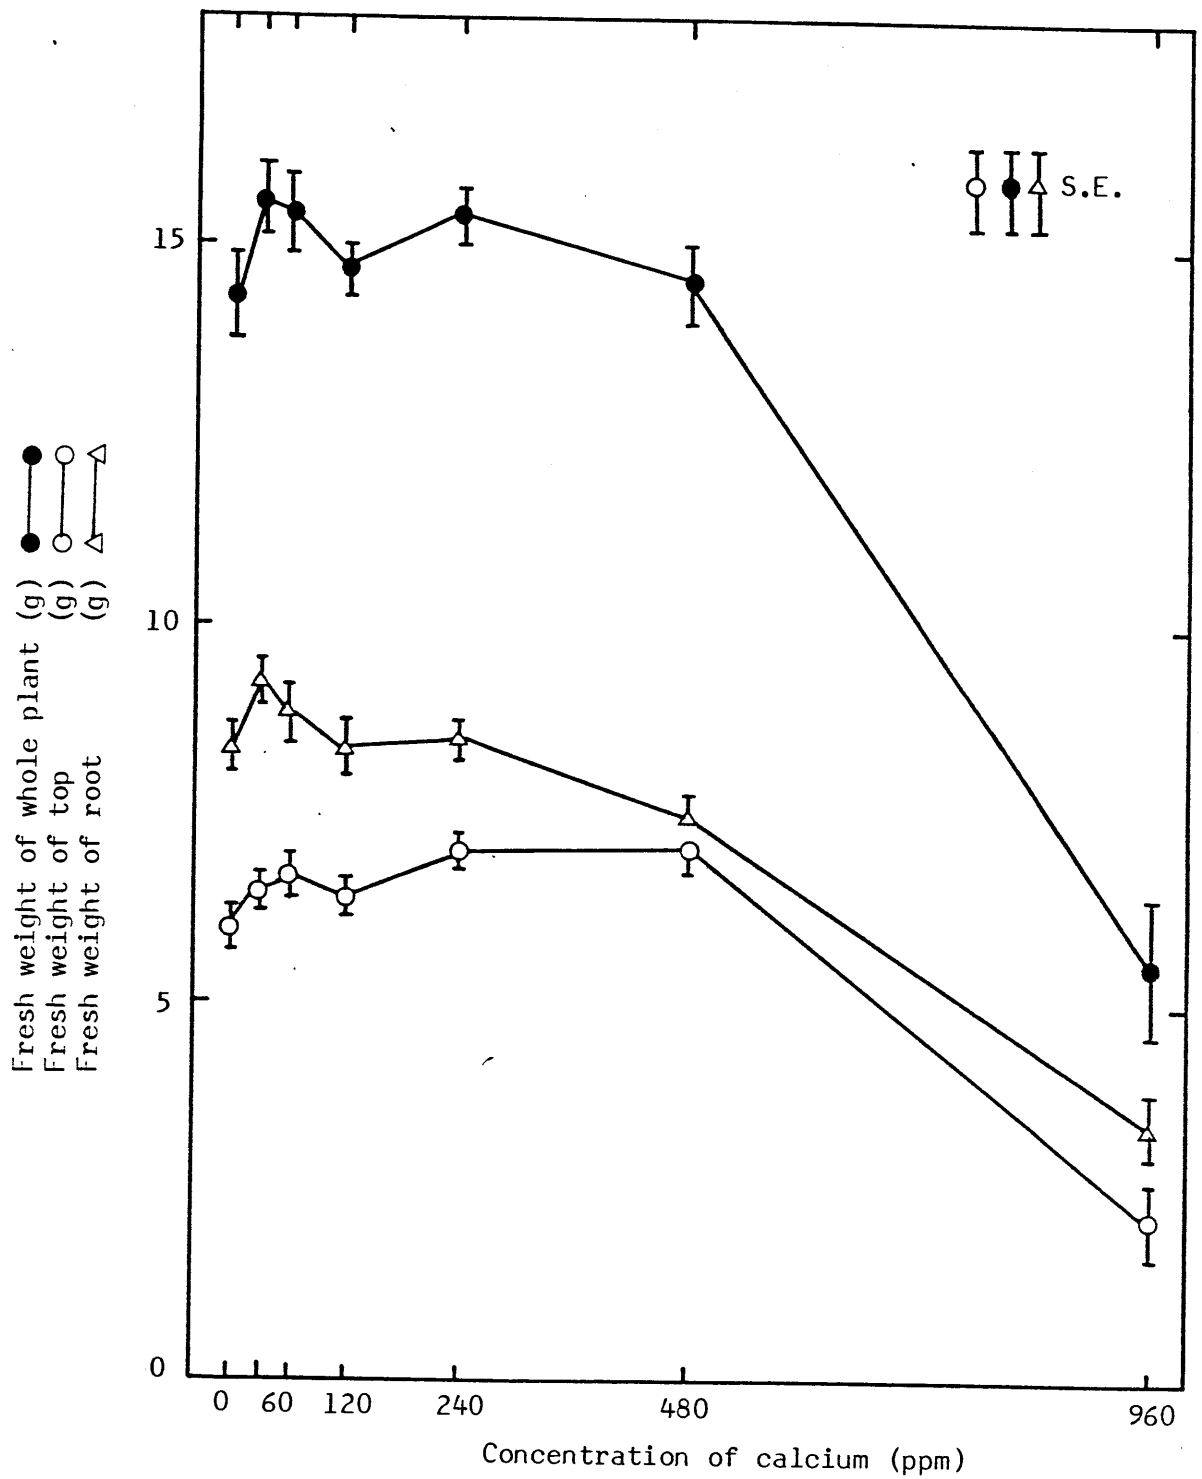 S.E.
15
10
5
0
Fresh weight of whole plant (g)
Fresh weight of top (g)
Fresh weight of root (g)
0 60 120 240 480 960
Concentration of calcium (ppm)